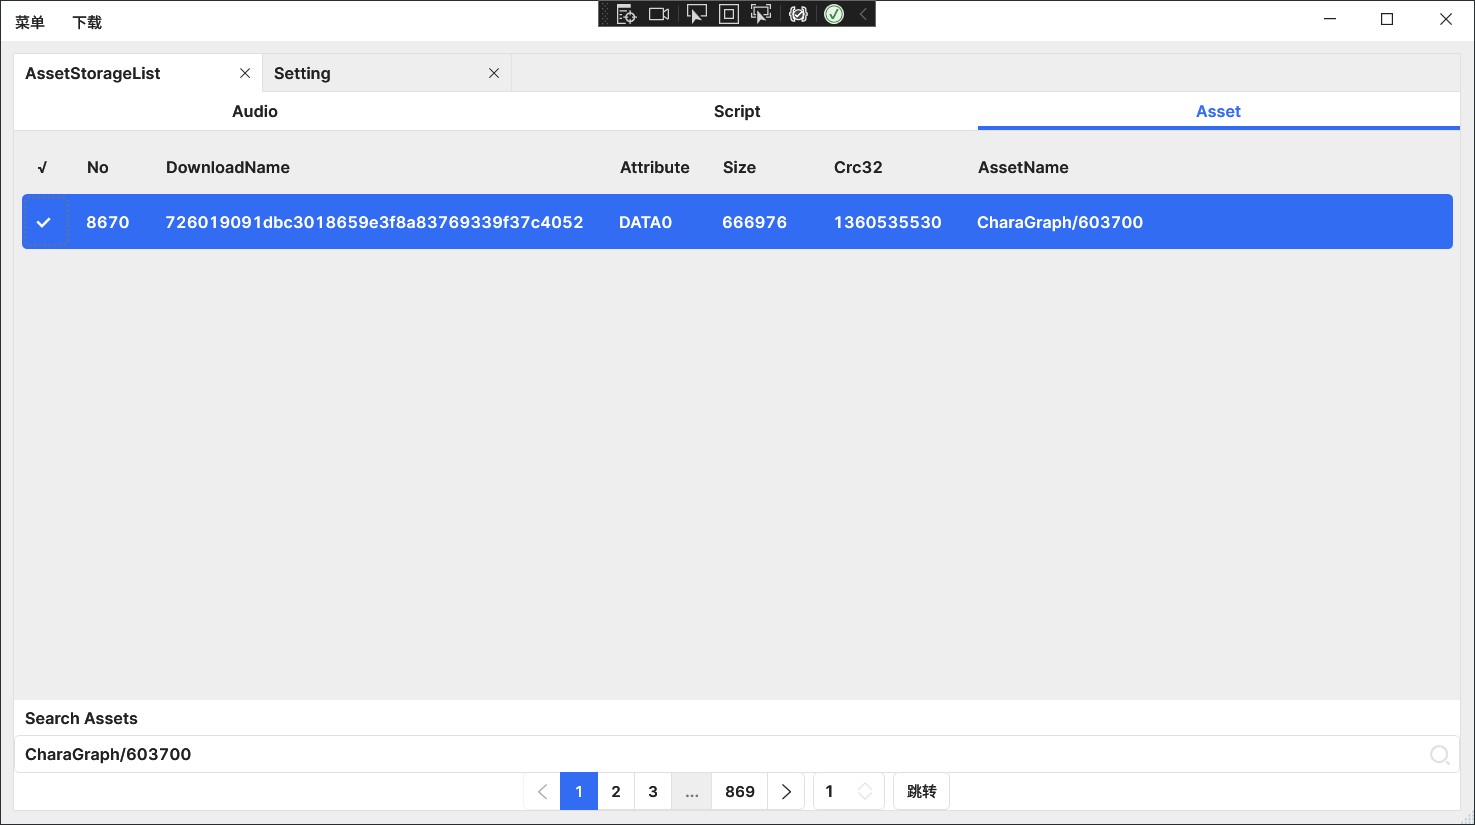 菜单 下载
AssetStorageList Setting
Audio Script Asset
√ No DownloadName Attribute Size Crc32 AssetName
8670 726019091dbc3018659e3f8a83769339f37c4052 DATA0 666976 1360535530 CharaGraph/603700
Search Assets
CharaGraph/603700
1 2 3 ... 869 1 跳转